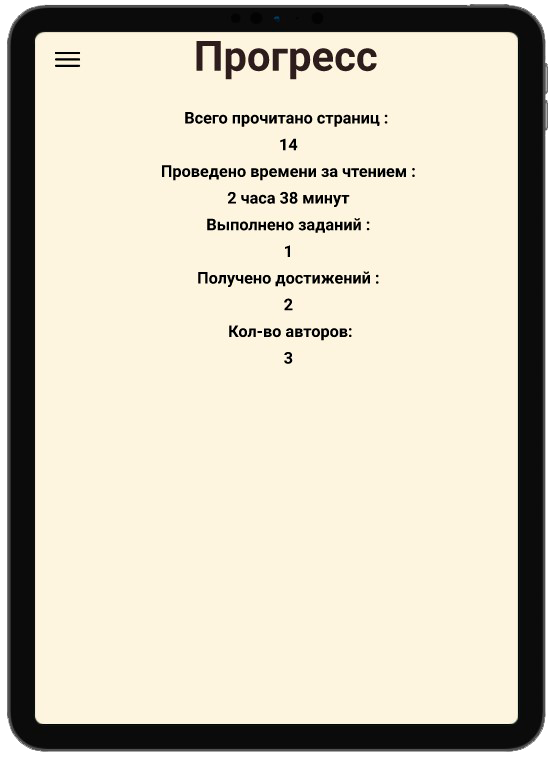 Прогресс
Всего прочитано страниц :
14
Проведено времени за чтением :
2 часа 38 минут
Выполнено заданий :
1
Получено достижений :
2
Кол-во авторов:
3